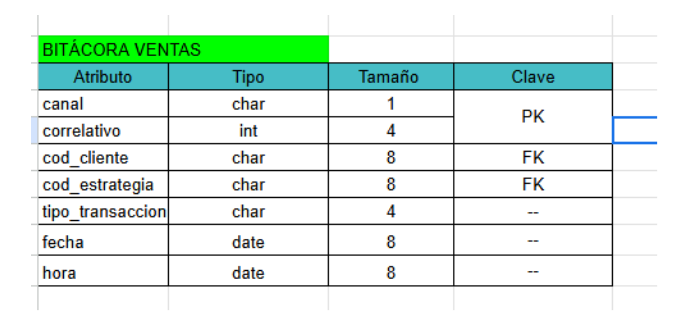 BITÁCORA VENTAS
Atributo Tipo Tamaño Clave
canal char 1 PK
correlativo int 4
cod_cliente char 8 FK
cod_estrategia char 8 FK
tipo_transaccion char 4 --
fecha date 8 --
hora date 8 --